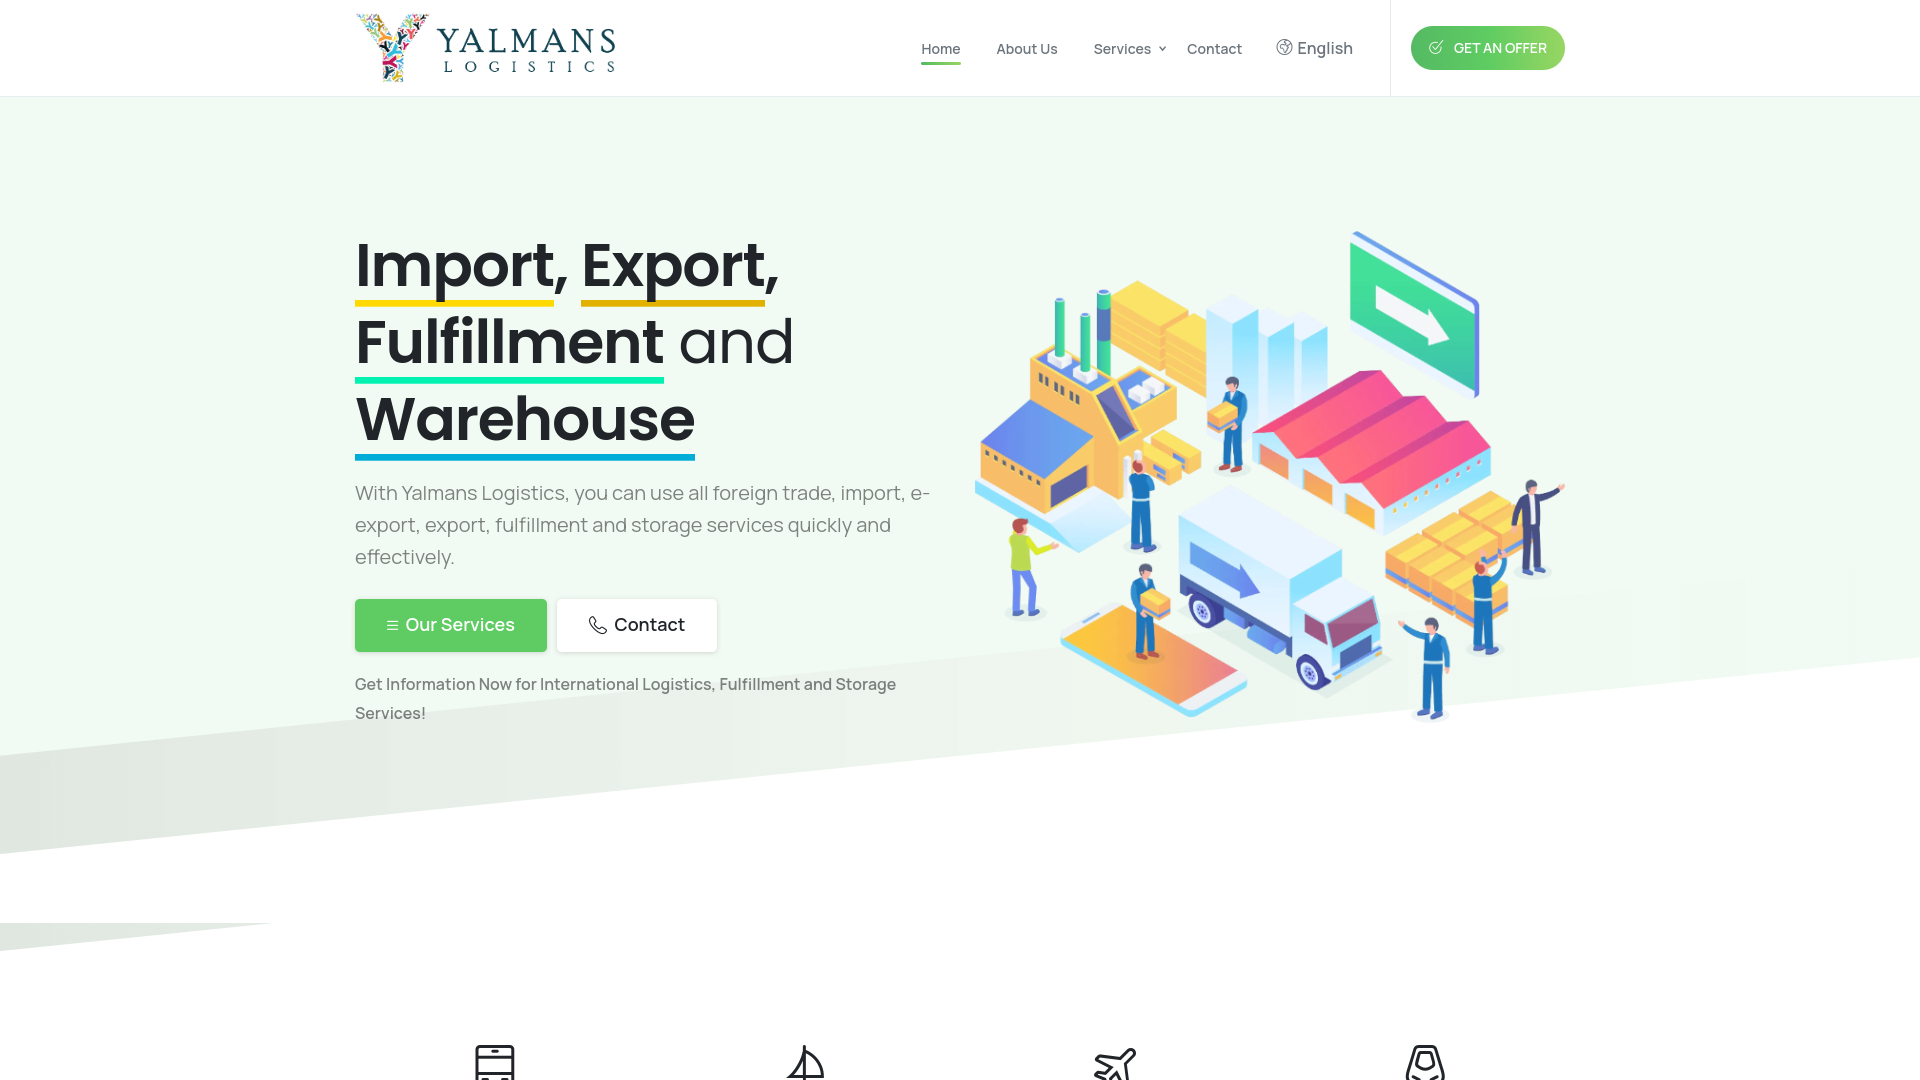 YALMANS
LOGISTICS
Home
About Us
Services
Contact
English
GET AN OFFER
Import, Export,
Fulfillment and
Warehouse
With Yalmans Logistics, you can use all foreign trade, import, e-
export, export, fulfillment and storage services quickly and
effectively.
Our Services
Contact
Get Information Now for International Logistics, Fulfillment and Storage
Services!